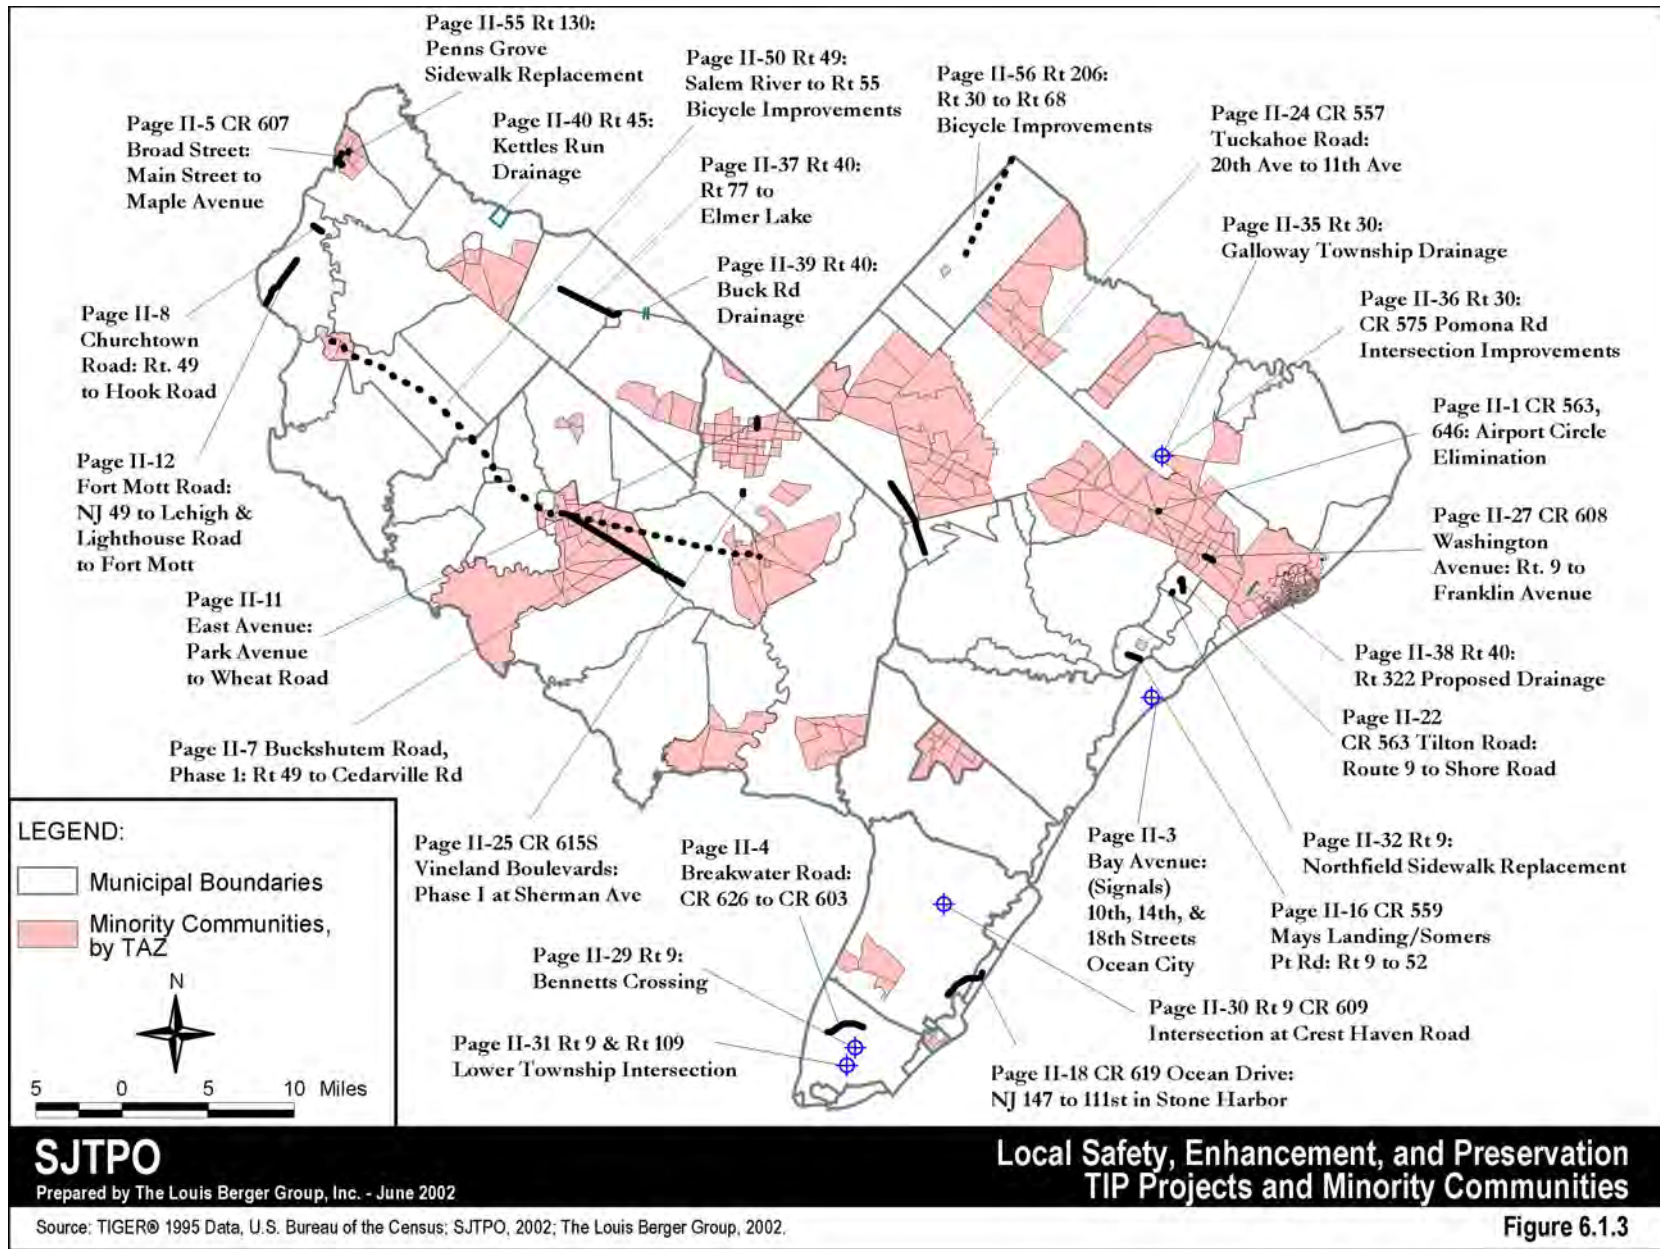 Page II-55 Rt 130:
Penns Grove
Sidewalk Replacement
Page II-50 Rt 49:
Salem River to Rt 55
Bicycle Improvements
Page II-56 Rt 206:
Rt 30 to Rt 68
Bicycle Improvements
Page II-24 CR 557
Tuckahoe Road:
20th Ave to 11th Ave
Page II-5 CR 607
Broad Street:
Main Street to
Maple Avenue
Page II-40 Rt 45:
Kettles Run
Drainage
Page II-37 Rt 40:
Rt 77 to
Elmer Lake
Page II-35 Rt 30:
Galloway Township Drainage
Page II-39 Rt 40:
Buck Rd
Drainage
Page II-36 Rt 30:
CR 575 Pomona Rd
Intersection Improvements
Page II-8
Churchtown
Road: Rt. 49
to Hook Road
Page II-1 CR 563,
646: Airport Circle
Elimination
Page II-12
Fort Mott Road:
NJ 49 to Lehigh &
Lighthouse Road
to Fort Mott
Page II-27 CR 608
Washington
Avenue: Rt. 9 to
Franklin Avenue
Page II-11
East Avenue:
Park Avenue
to Wheat Road
Page II-38 Rt 40:
Rt 322 Proposed Drainage
Page II-22
CR 563 Tilton Road:
Route 9 to Shore Road
Page II-7 Buckshutem Road,
Phase 1: Rt 49 to Cedarville Rd
Page II-25 CR 615S
Vineland Boulevards:
Phase I at Sherman Ave
Page II-4
Breakwater Road:
CR 626 to CR 603
Page II-3
Bay Avenue:
(Signals)
10th, 14th, &
18th Streets
Ocean City
Page II-32 Rt 9:
Northfield Sidewalk Replacement
Page II-16 CR 559
Mays Landing/Somers
Pt Rd: Rt 9 to 52
Page II-29 Rt 9:
Bennetts Crossing
Page II-30 Rt 9 CR 609
Intersection at Crest Haven Road
Page II-31 Rt 9 & Rt 109
Lower Township Intersection
Page II-18 CR 619 Ocean Drive:
NJ 147 to 111st in Stone Harbor
LEGEND:
Municipal Boundaries
Minority Communities,
by TAZ
N
5 0 5 10 Miles
SJTPO
Prepared by The Louis Berger Group, Inc. - June 2002
Local Safety, Enhancement, and Preservation
TIP Projects and Minority Communities
Source: TIGER® 1995 Data, U.S. Bureau of the Census; SJTPO, 2002; The Louis Berger Group, 2002.
Figure 6.1.3